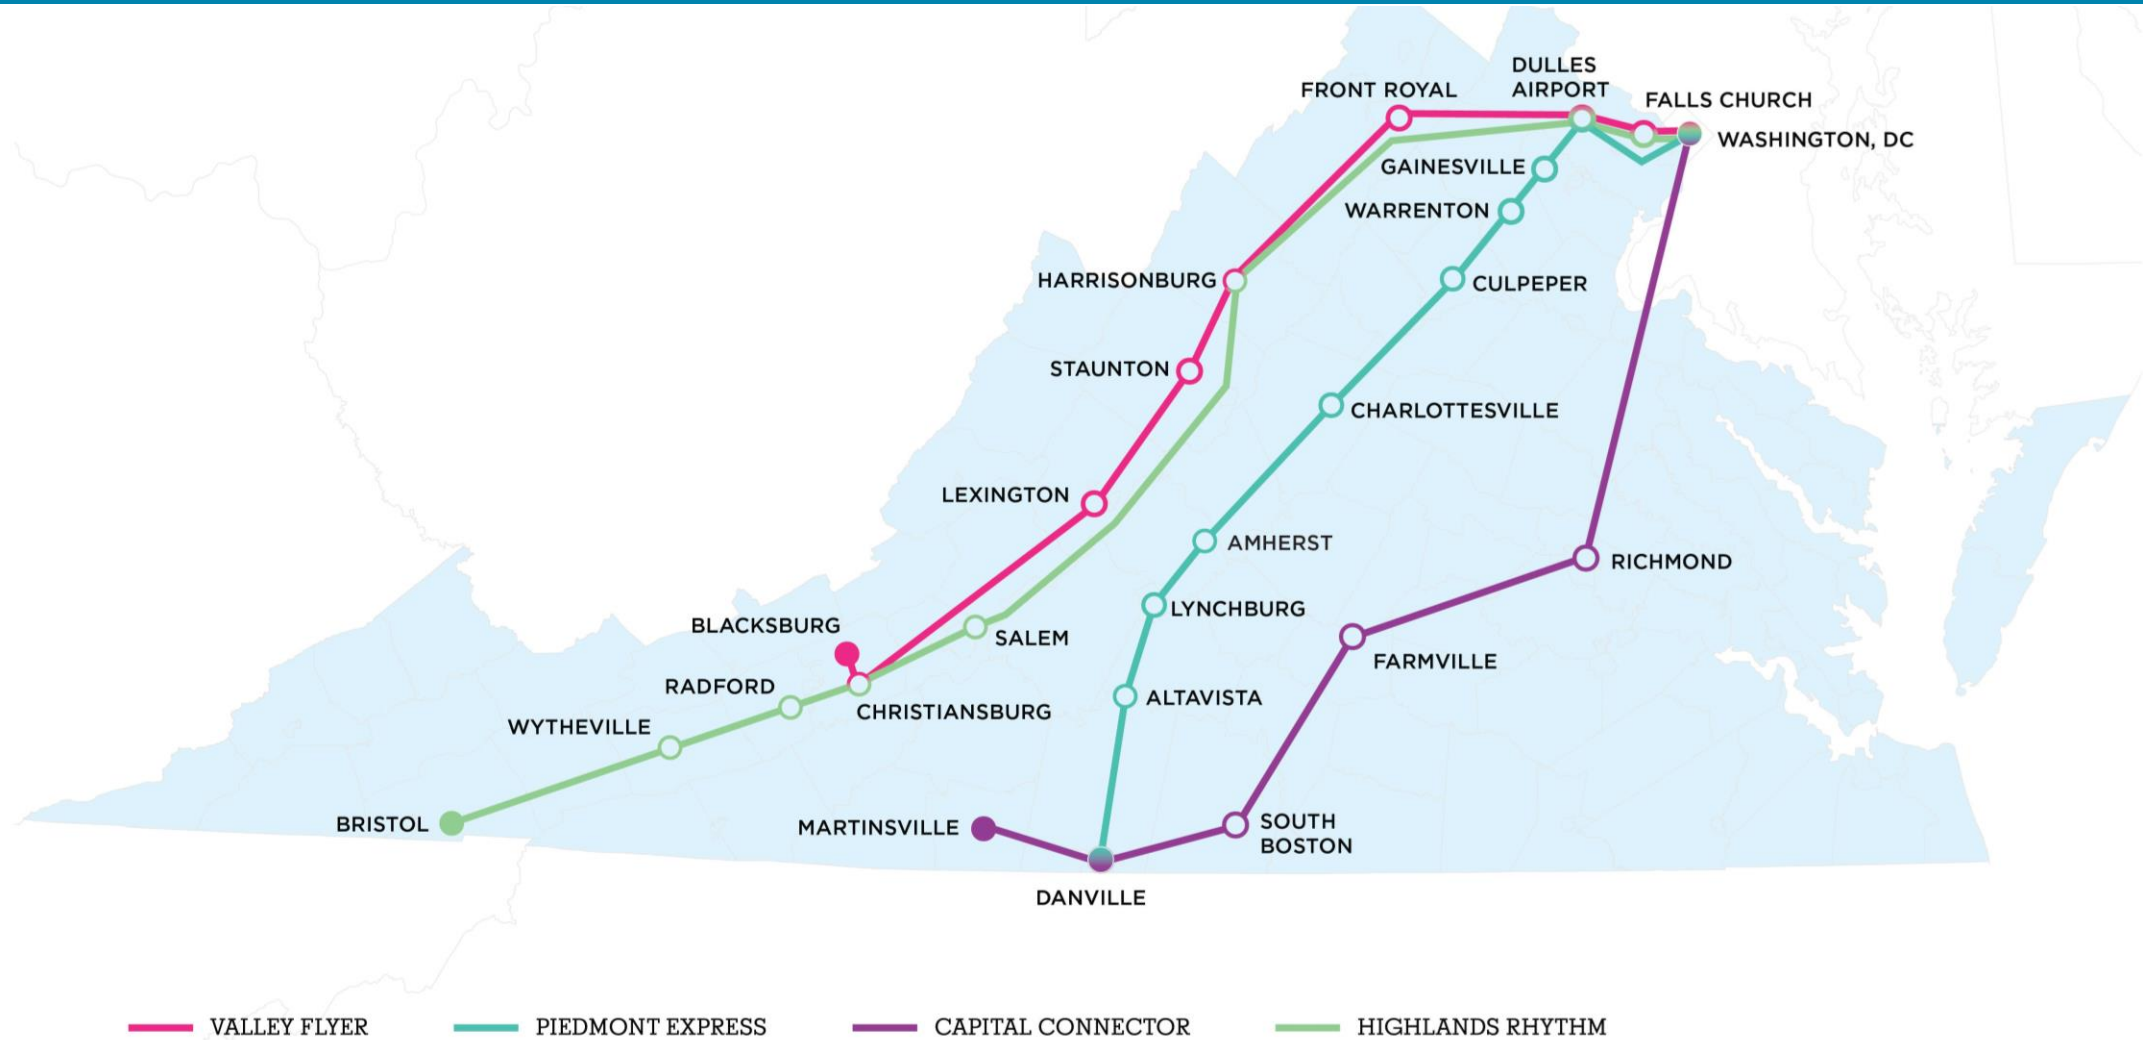 DULLES
AIRPORT
FRONT ROYAL
FALLS CHURCH
WASHINGTON, DC
GAINESVILLE
WARRENTON
HARRISONBURG
CULPEPER
STAUNTON
CHARLOTTESVILLE
LEXINGTON
AMHERST
RICHMOND
LYNCHBURG
BLACKSBURG
SALEM
FARMVILLE
RADFORD
ALTAVISTA
CHRISTIANSBURG
WYTHEVILLE
BRISTOL
MARTINSVILLE
SOUTH
BOSTON
DANVILLE
VALLEY FLYER
PIEDMONT EXPRESS
CAPITAL CONNECTOR
HIGHLANDS RHYTHM